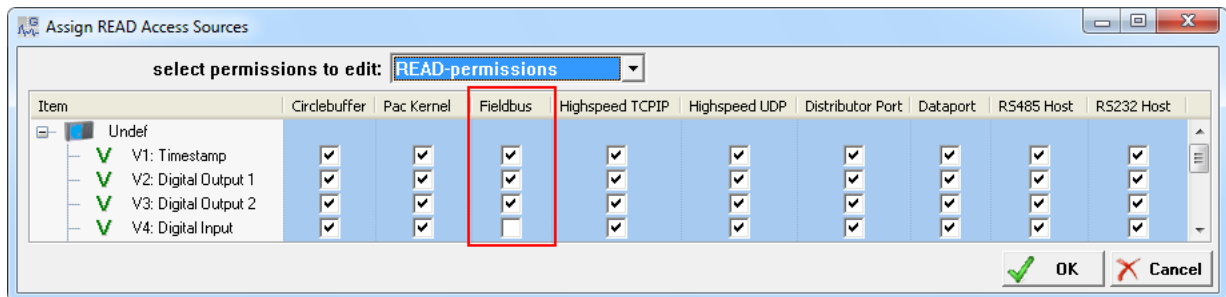 Assign READ Access Sources
select permissions to edit: READ-permissions
Item Circlebuffer Pac Kernel Fieldbus Highspeed TCPIP Highspeed UDP Distributor Port Dataport RS485 Host RS232 Host
Undef
V V1: Timestamp
V V2: Digital Output 1
V V3: Digital Output 2
V V4: Digital Input
OK Cancel